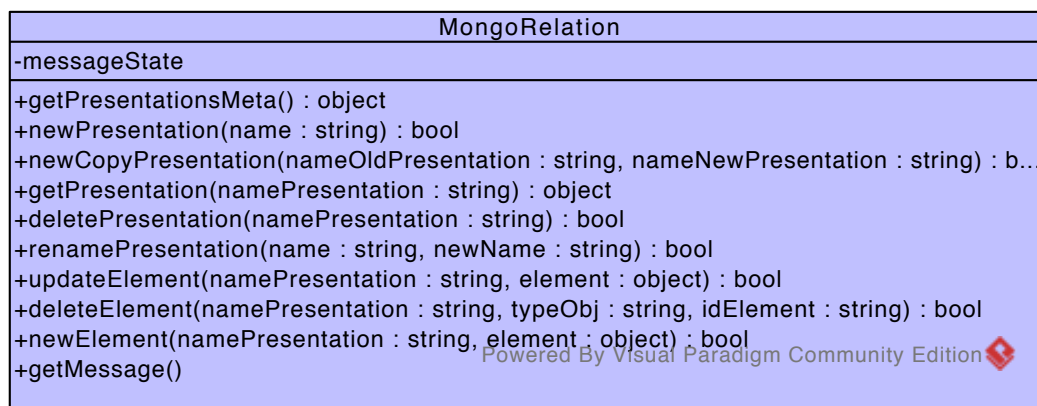 MongoRelation
-messageState
+getPresentationsMeta() : object
+newPresentation(name : string) : bool
+newCopyPresentation(nameOldPresentation : string, nameNewPresentation : string) : b...
+getPresentation(namePresentation : string) : object
+deletePresentation(namePresentation : string) : bool
+renamePresentation(name : string, newName : string) : bool
+updateElement(namePresentation : string, element : object) : bool
+deleteElement(namePresentation : string, typeObj : string, idElement : string) : bool
+newElement(namePresentation : string, element : object) : bool
Powered By Visual Paradigm Community Edition
+getMessage()